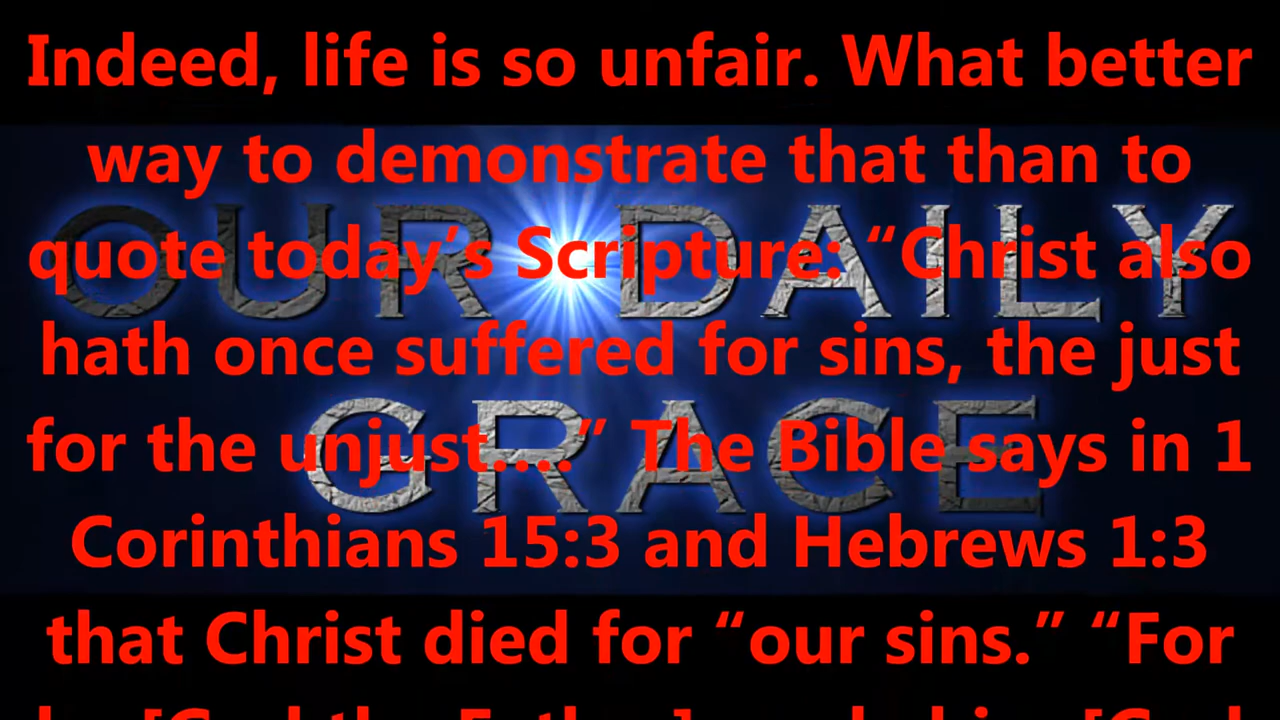 Indeed, life is so unfair. What better
way to demonstrate that than to
quote today’s Scripture: “Christ also
hath once suffered for sins, the just
for the unjust....” The Bible says in 1
Corinthians 15:3 and Hebrews 1:3
that Christ died for “our sins.” “For
OUR DAILY
GRACE